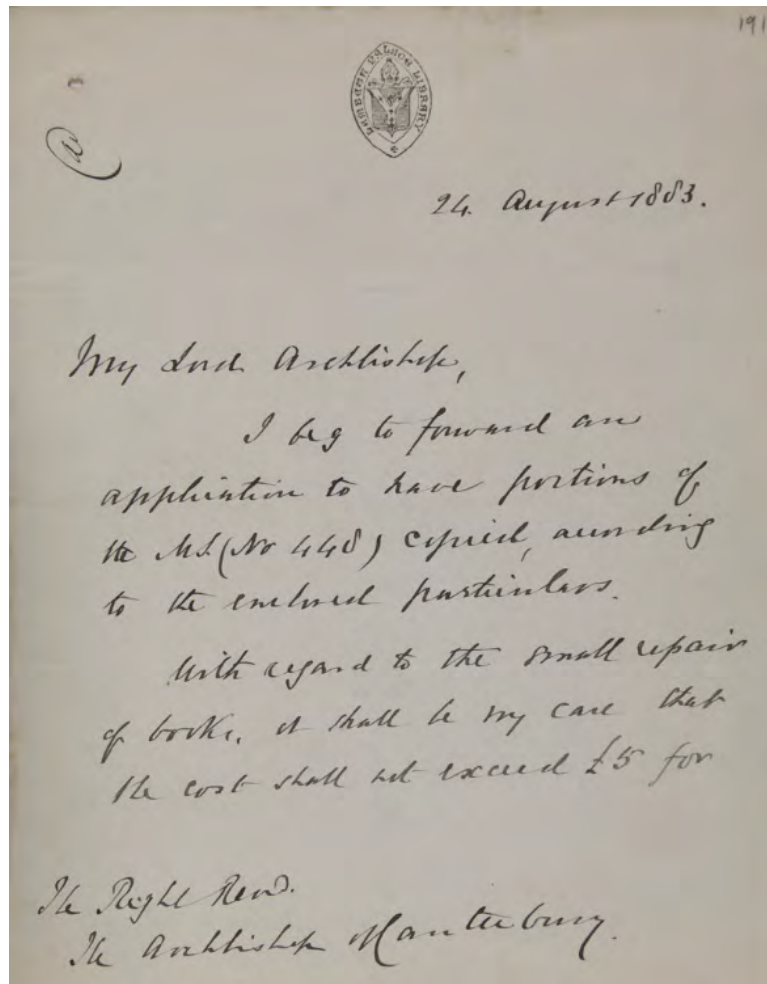 191
LAMBETH PALACE LIBRARY
24 August 1883.
My Lord Archbishop,
I beg to forward an
application to have portions of
the MS. (No 448) copied, according
to the enclosed particulars.
With regard to the small repair
of books, it shall be my care that
the cost shall not exceed £5 for
The Right Revd.
The Archbishop of Canterbury.